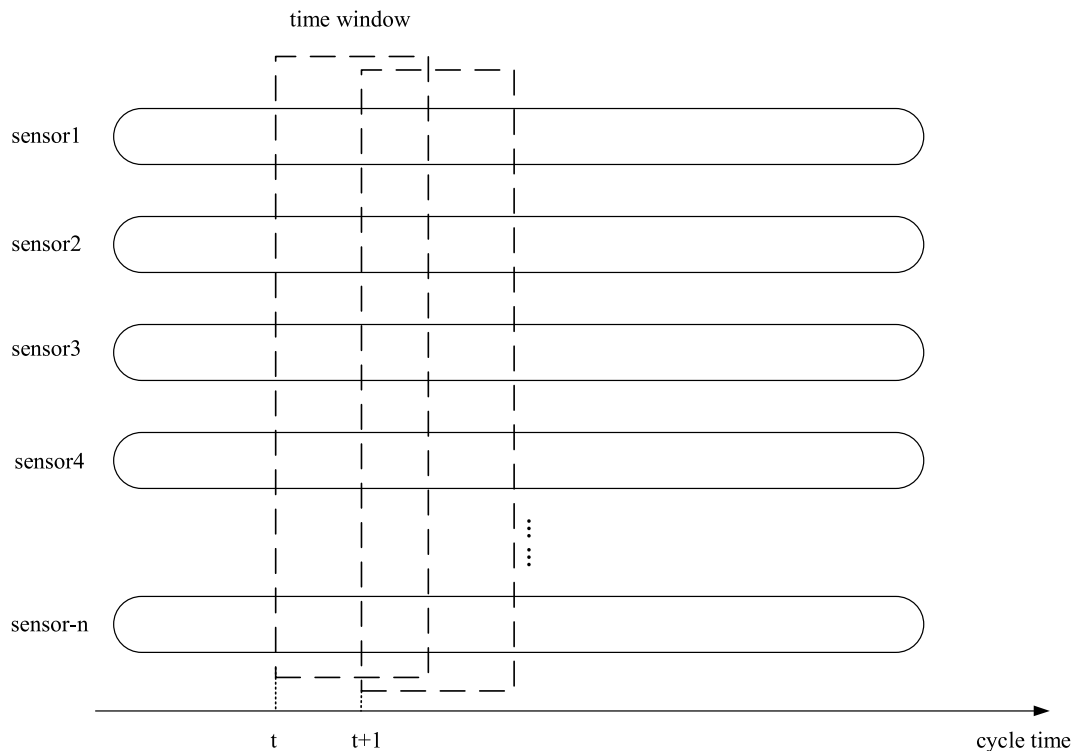 time window
sensor1
sensor2
sensor3
sensor4
......
sensor-n
t
t+1
cycle time